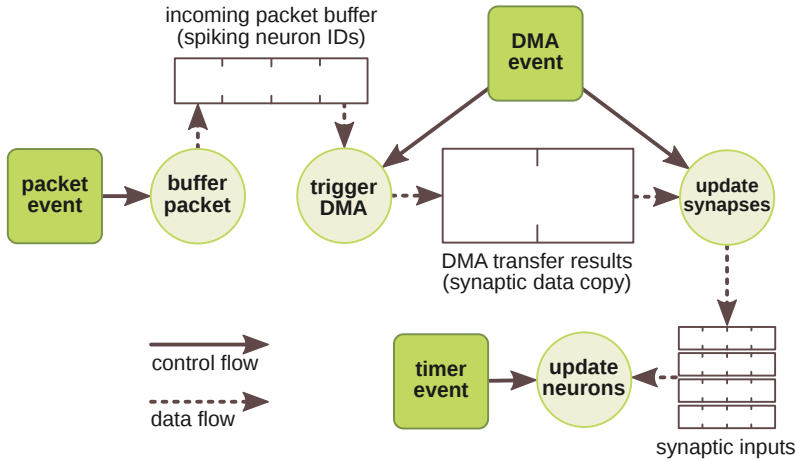 incoming packet buffer
(spiking neuron IDs)
DMA
event
packet
event
buffer
packet
trigger
DMA
update
synapses
DMA transfer results
(synaptic data copy)
control flow
data flow
timer
event
update
neurons
synaptic inputs